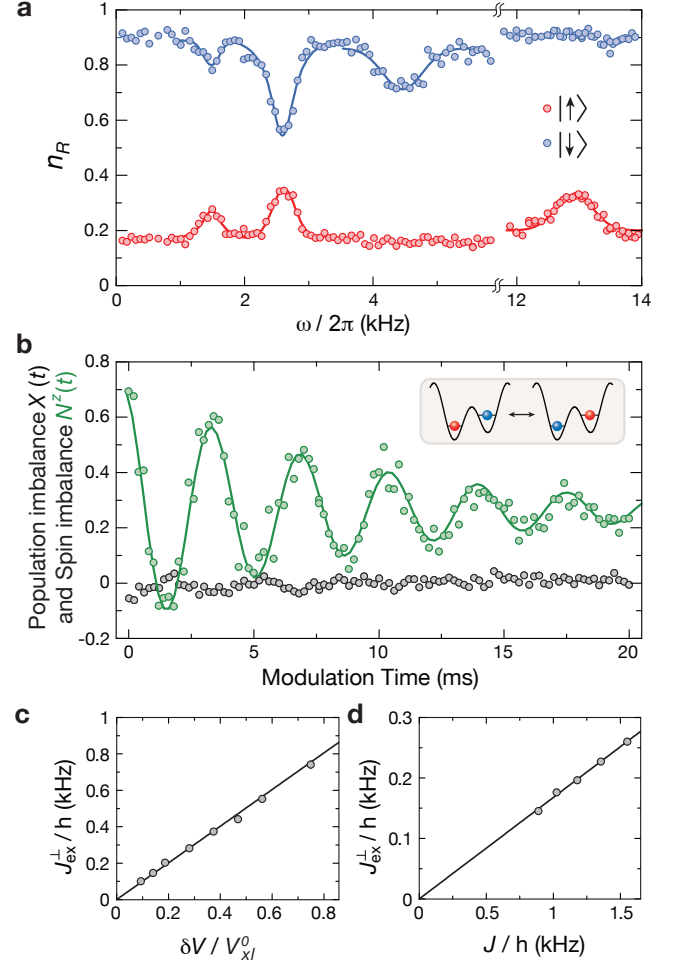 a
1
0.8
0.6
0.4
0.2
0
n_R
|↑⟩
|↓⟩
0 2 4 12 14
ω / 2π (kHz)
b
0.8
0.6
0.4
0.2
0
-0.2
Population imbalance X (t)
and Spin imbalance N^z(t)
0 5 10 15 20
Modulation Time (ms)
c
1
0.8
0.6
0.4
0.2
0
J_ex^⊥ / h (kHz)
0 0.2 0.4 0.6 0.8
δV / V_xl^0
d
0.3
0.2
0.1
0
J_ex^⊥ / h (kHz)
0 0.5 1 1.5
J / h (kHz)